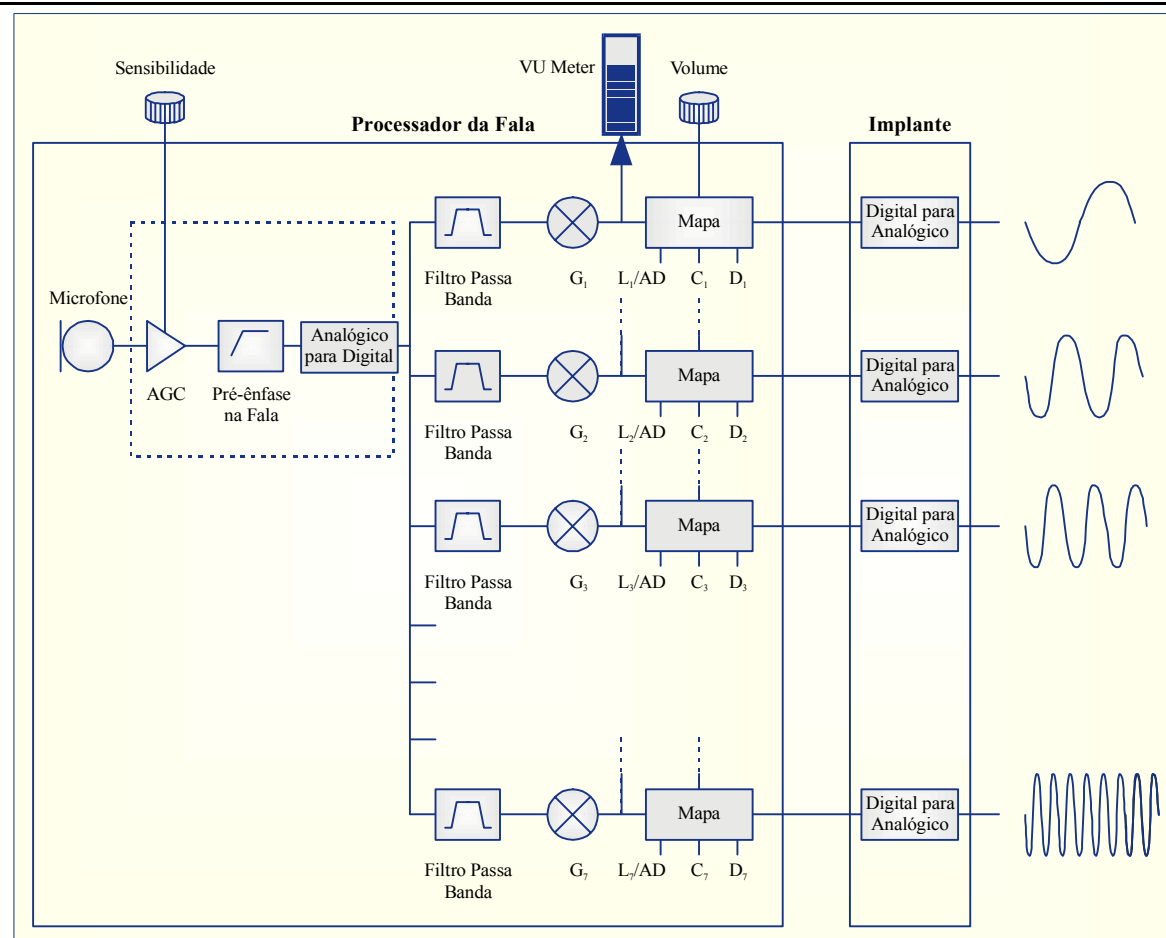 Sensibilidade
VU Meter
Volume
Processador da Fala
Implante
Microfone
AGC
Pré-ênfase
na Fala
Analógico
para Digital
Filtro Passa
Banda
G₁
Mapa
L₁/AD
C₁
D₁
Digital para
Analógico
Filtro Passa
Banda
G₂
Mapa
L₂/AD
C₂
D₂
Digital para
Analógico
Filtro Passa
Banda
G₃
Mapa
L₃/AD
C₃
D₃
Digital para
Analógico
Filtro Passa
Banda
G₇
Mapa
L₇/AD
C₇
D₇
Digital para
Analógico